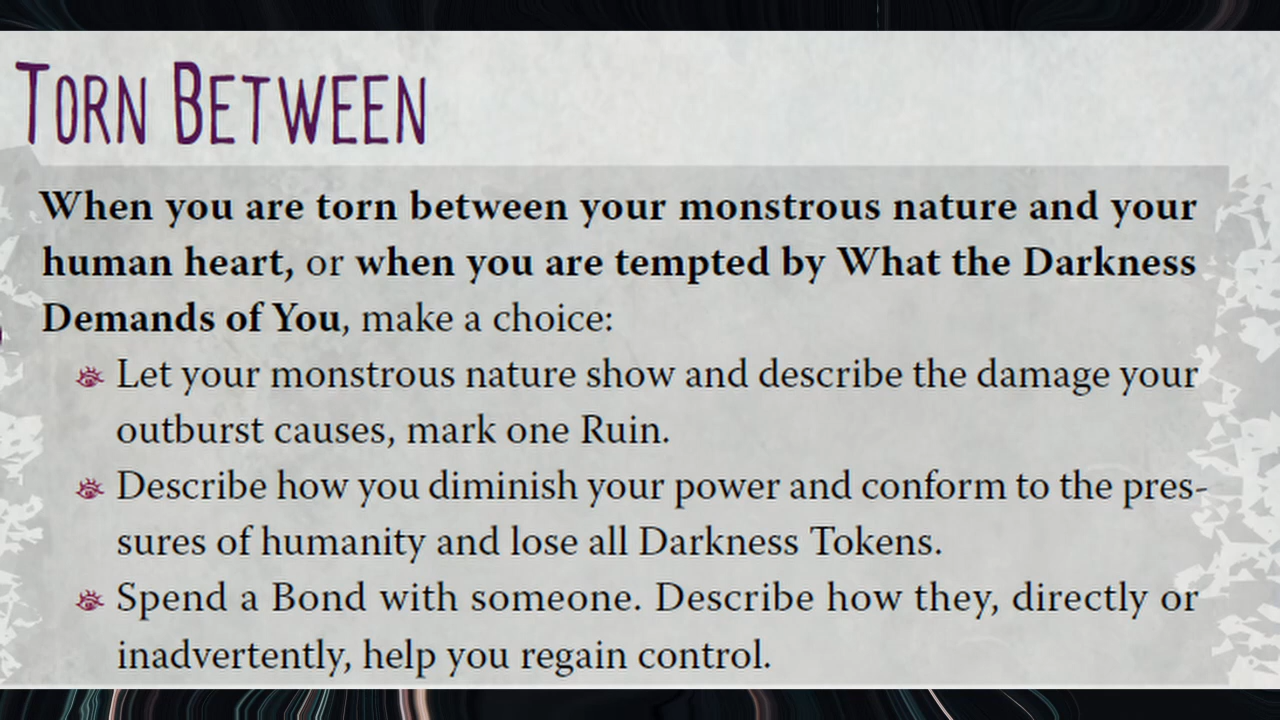 Torn Between
When you are torn between your monstrous nature and your
human heart, or when you are tempted by What the Darkness
Demands of You, make a choice:
Let your monstrous nature show and describe the damage your
outburst causes, mark one Ruin.
Describe how you diminish your power and conform to the pres-
sures of humanity and lose all Darkness Tokens.
Spend a Bond with someone. Describe how they, directly or
inadvertently, help you regain control.